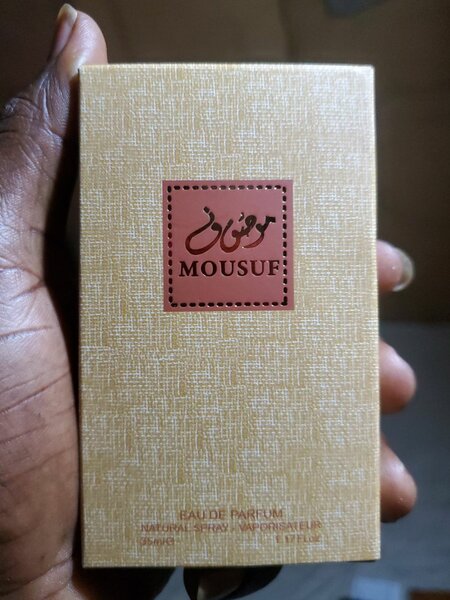 موصوف
MOUSUF
EAU DE PARFUM
NATURAL SPRAY - VAPORISATEUR
35ml℮ 1.17Fl.oz